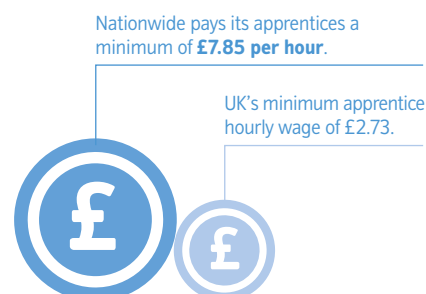 Nationwide pays its apprentices a
minimum of £7.85 per hour.
UK's minimum apprentice
hourly wage of £2.73.
£
£